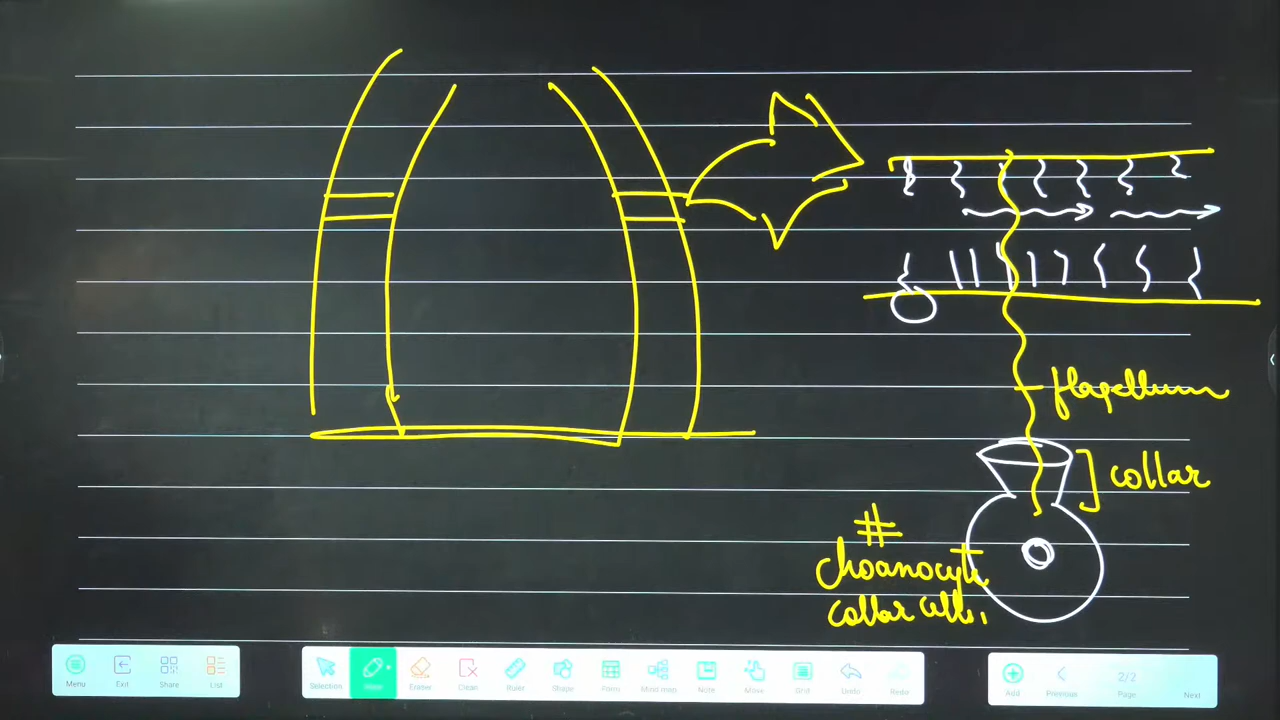 flagellum
collar
#
choanocyte
collar cells,
Menu
Exit
Share
List
Selection
Eraser
Clean
Ruler
Shape
Form
Mind map
Note
Move
Grid
Undo
Redo
Add
Previous
2/2
Page
Next